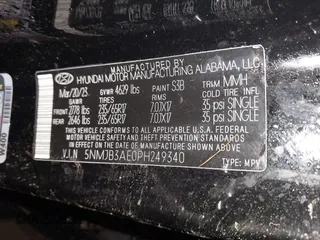 MANUFACTURED BY
HYUNDAI MOTOR MANUFACTURING ALABAMA, LLC.
Mar/20/23 GVWR 4629 lbs PAINT S3B TRIM MMH
GAWR TIRE RIMS COLD TIRE INFL
FRONT 2778 lbs 235/65R17 7.0JX17 35 psi SINGLE
REAR 2646 lbs 235/65R17 7.0JX17 35 psi SINGLE
THIS VEHICLE CONFORMS TO ALL APPLICABLE FEDERAL
MOTOR VEHICLE SAFETY AND THEFT PREVENTION
STANDARDS IN EFFECT ON THE DATE OF
MANUFACTURE SHOWN ABOVE.
V.I.N 5NMJB3AE0PH249340 TYPE: MPV